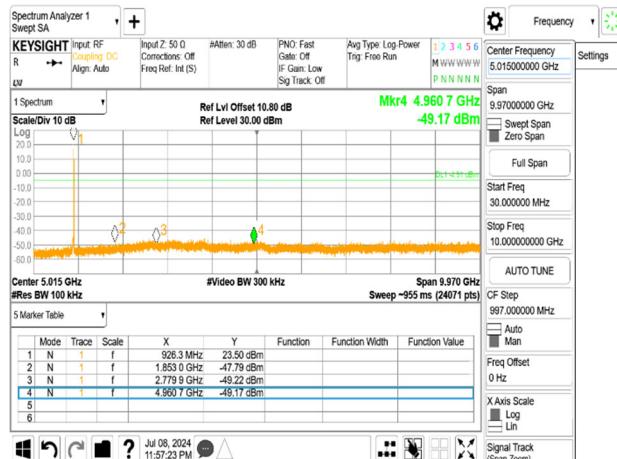 Spectrum Analyzer 1
Swept SA
Frequency
Settings
KEYSIGHT
R
Input: RF
Coupling: DC
Align: Auto
Input Z: 50 Ω
Corrections: Off
Freq Ref: Int (S)
#Atten: 30 dB
PNO: Fast
Gate: Off
IF Gain: Low
Sig Track: Off
Avg Type: Log-Power
Trig: Free Run
1 2 3 4 5 6
M W W W W W
P N N N N N
1 Spectrum
Scale/Div 10 dB
Log
Ref Lvl Offset 10.80 dB
Ref Level 30.00 dBm
Mkr4 4.960 7 GHz
-49.17 dBm
20.0
10.0
0.00
-10.0
-20.0
-30.0
-40.0
-50.0
-60.0
1
2
3
4
Center 5.015 GHz
#Res BW 100 kHz
#Video BW 300 kHz
Span 9.970 GHz
Sweep ~955 ms (24071 pts)
5 Marker Table
Mode Trace Scale X Y Function Function Width Function Value
1 N 1 f 926.3 MHz 23.50 dBm
2 N 1 f 1.853 0 GHz -47.79 dBm
3 N 1 f 2.779 9 GHz -49.22 dBm
4 N 1 f 4.960 7 GHz -49.17 dBm
5
6
Jul 08, 2024
11:57:23 PM
Center Frequency
5.015000000 GHz
Span
9.97000000 GHz
Swept Span
Zero Span
Full Span
Start Freq
30.000000 MHz
Stop Freq
10.000000000 GHz
AUTO TUNE
CF Step
997.000000 MHz
Auto
Man
Freq Offset
0 Hz
X Axis Scale
Log
Lin
Signal Track
(Span Zoom)